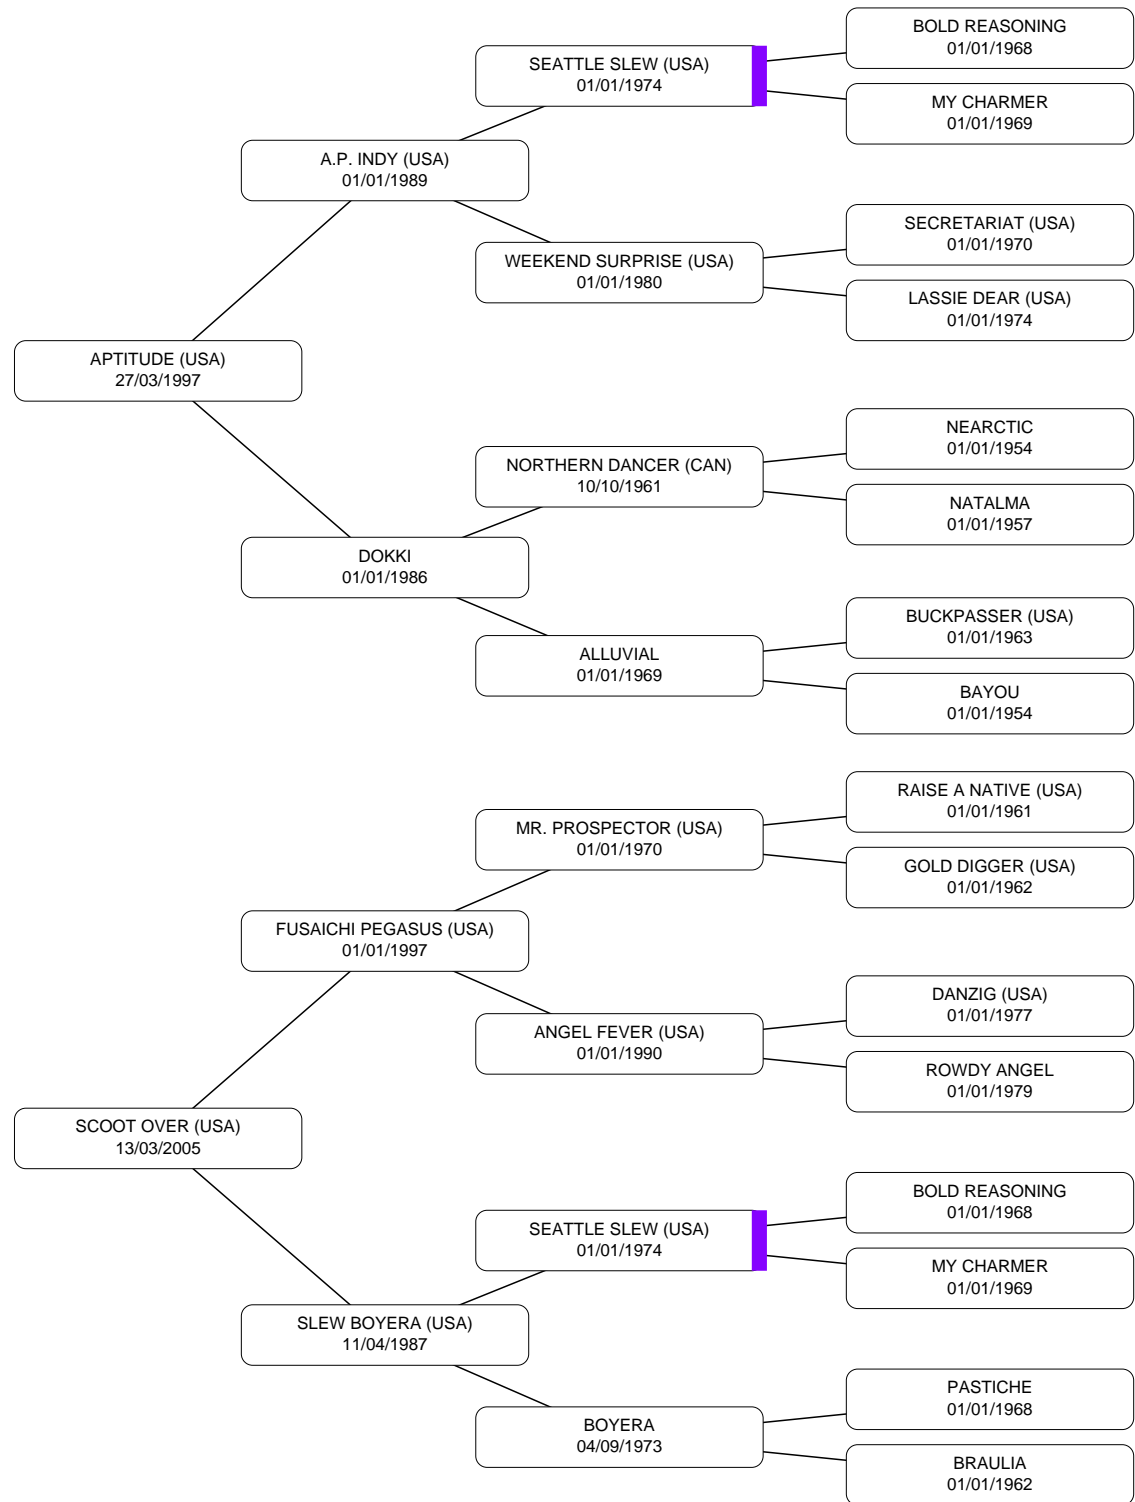 BOLD REASONING
01/01/1968
SEATTLE SLEW (USA)
01/01/1974
MY CHARMER
01/01/1969
A.P. INDY (USA)
01/01/1989
SECRETARIAT (USA)
01/01/1970
WEEKEND SURPRISE (USA)
01/01/1980
LASSIE DEAR (USA)
01/01/1974
APTITUDE (USA)
27/03/1997
NEARCTIC
01/01/1954
NORTHERN DANCER (CAN)
10/10/1961
NATALMA
01/01/1957
DOKKI
01/01/1986
BUCKPASSER (USA)
01/01/1963
ALLUVIAL
01/01/1969
BAYOU
01/01/1954
RAISE A NATIVE (USA)
01/01/1961
MR. PROSPECTOR (USA)
01/01/1970
GOLD DIGGER (USA)
01/01/1962
FUSAICHI PEGASUS (USA)
01/01/1997
DANZIG (USA)
01/01/1977
ANGEL FEVER (USA)
01/01/1990
ROWDY ANGEL
01/01/1979
SCOOT OVER (USA)
13/03/2005
BOLD REASONING
01/01/1968
SEATTLE SLEW (USA)
01/01/1974
MY CHARMER
01/01/1969
SLEW BOYERA (USA)
11/04/1987
PASTICHE
01/01/1968
BOYERA
04/09/1973
BRAULIA
01/01/1962